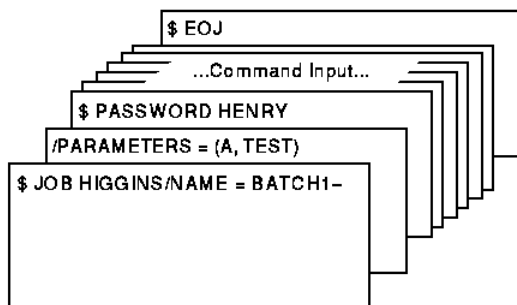 $ EOJ
...Command Input...
$ PASSWORD HENRY
/PARAMETERS = (A, TEST)
$ JOB HIGGINS/NAME = BATCH1–